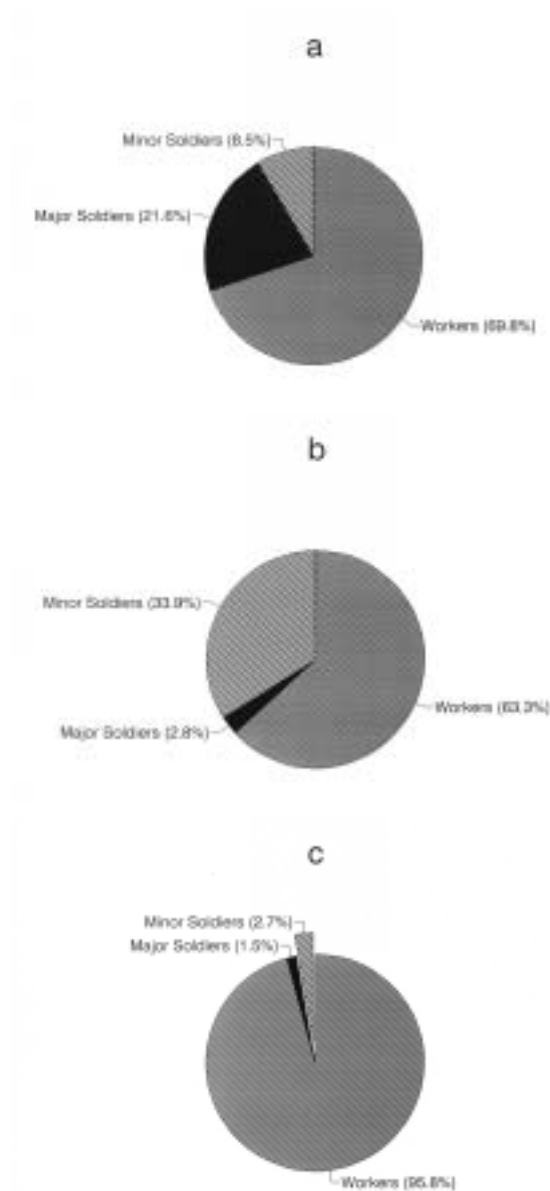 a
Minor Soldiers (8.5%)
Major Soldiers (21.6%)
Workers (69.8%)
b
Minor Soldiers (33.9%)
Workers (63.3%)
Major Soldiers (2.8%)
c
Minor Soldiers (2.7%)
Major Soldiers (1.5%)
Workers (95.8%)